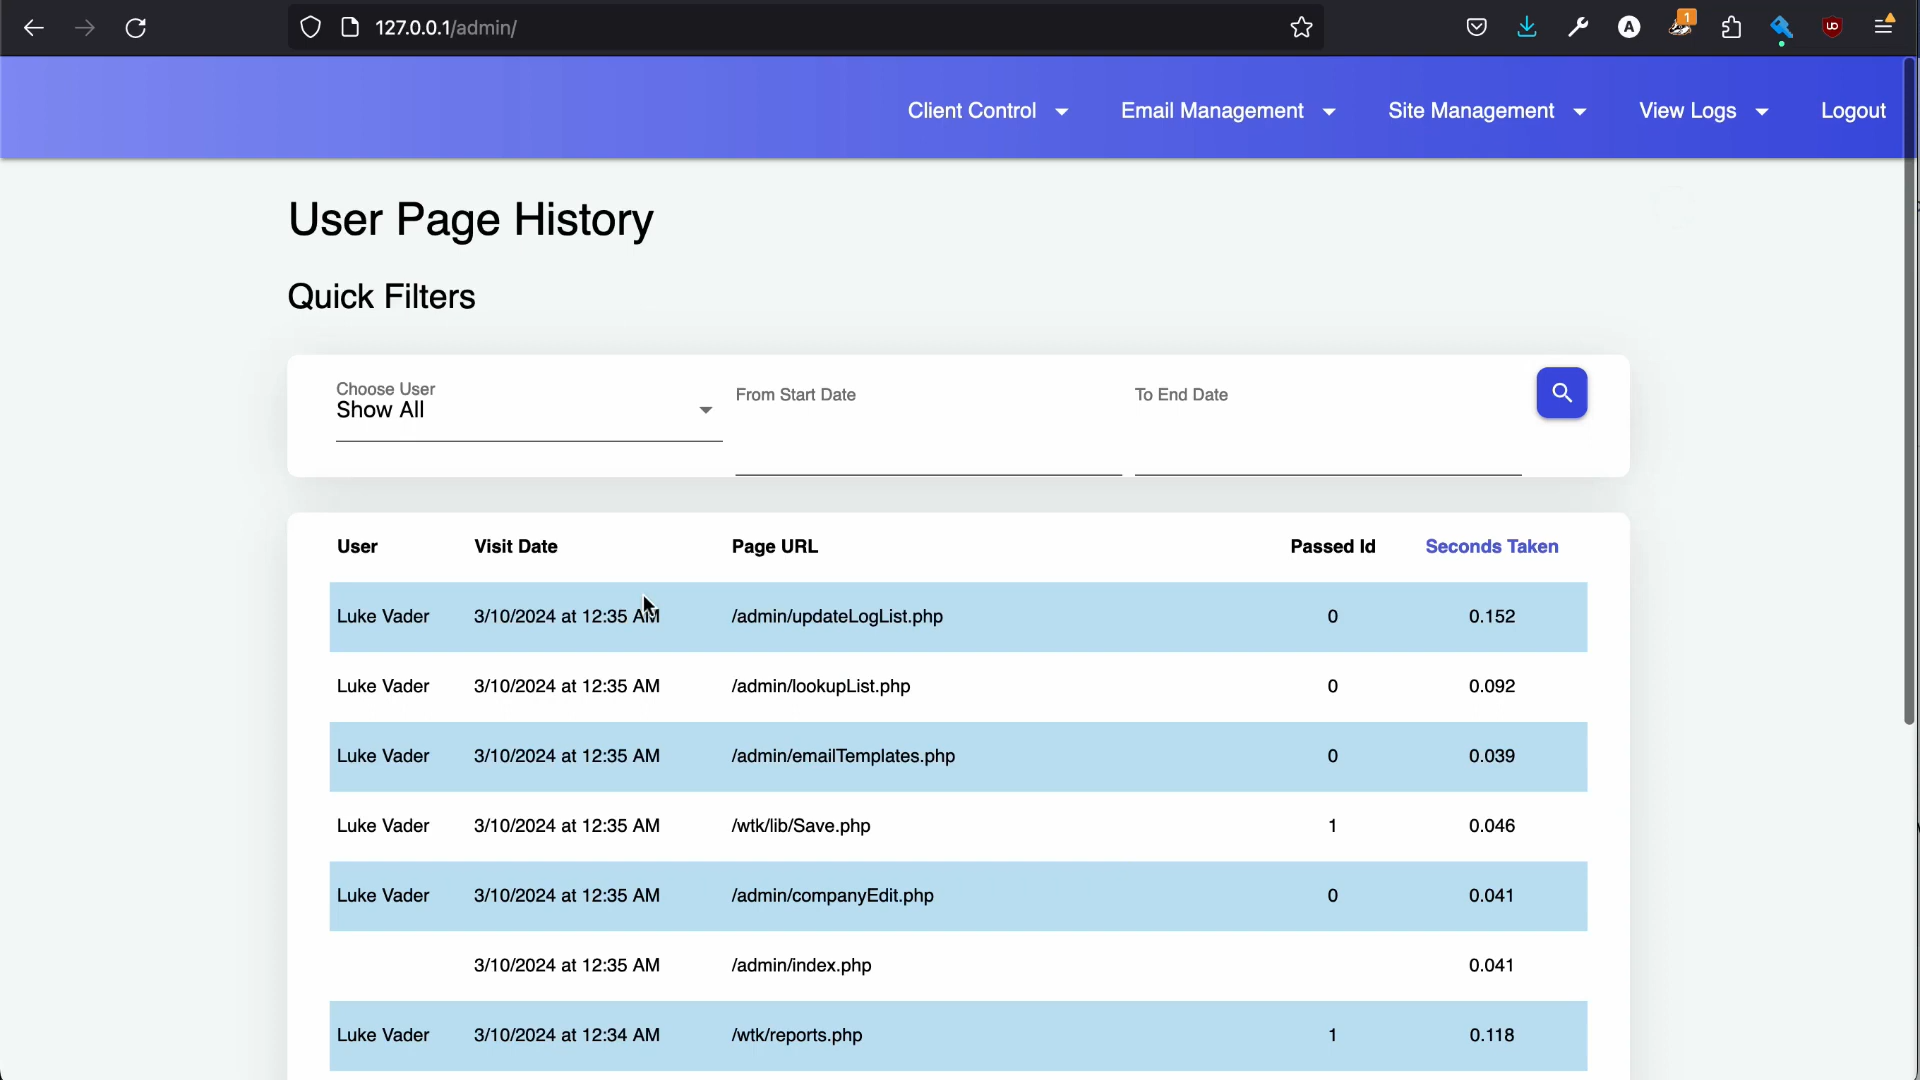 127.0.0.1/admin/
A
1
Client Control
Email Management
Site Management
View Logs
Logout
User Page History
Quick Filters
Choose User
Show All
From Start Date
To End Date
User Visit Date Page URL Passed Id Seconds Taken
Luke Vader 3/10/2024 at 12:35 AM /admin/updateLogList.php 0 0.152
Luke Vader 3/10/2024 at 12:35 AM /admin/lookupList.php 0 0.092
Luke Vader 3/10/2024 at 12:35 AM /admin/emailTemplates.php 0 0.039
Luke Vader 3/10/2024 at 12:35 AM /wtk/lib/Save.php 1 0.046
Luke Vader 3/10/2024 at 12:35 AM /admin/companyEdit.php 0 0.041
3/10/2024 at 12:35 AM /admin/index.php 0.041
Luke Vader 3/10/2024 at 12:34 AM /wtk/reports.php 1 0.118